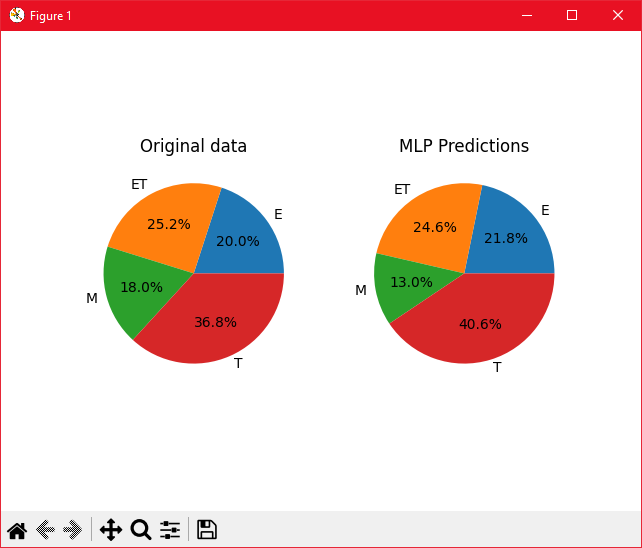 Figure 1
Original data
ET
E
25.2%
20.0%
18.0%
M
36.8%
T
MLP Predictions
ET
E
24.6%
21.8%
13.0%
M
40.6%
T